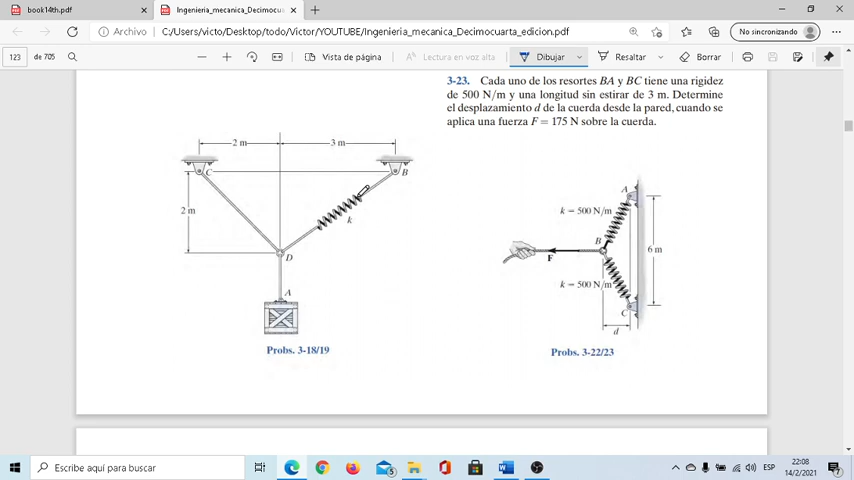 book14th.pdf
Ingenieria_mecanica_Decimocua
C:/Users/victo/Desktop/todo/Victor/YOUTUBE/Ingenieria_mecanica_Decimocuarta_edicion.pdf
No sincronizando
123
de 705
Vista de página
Lectura en voz alta
Dibujar
Resaltar
Borrar
3-23. Cada uno de los resortes BA y BC tiene una rigidez
de 500 N/m y una longitud sin estirar de 3 m. Determine
el desplazamiento d de la cuerda desde la pared, cuando se
aplica una fuerza F = 175 N sobre la cuerda.
2 m
3 m
C
B
2 m
k
D
A
Probs. 3-18/19
A
k = 500 N/m
B
6 m
F
k = 500 N/m
C
d
Probs. 3-22/23
Escribe aquí para buscar
5
ESP
22:08
14/2/2021
7